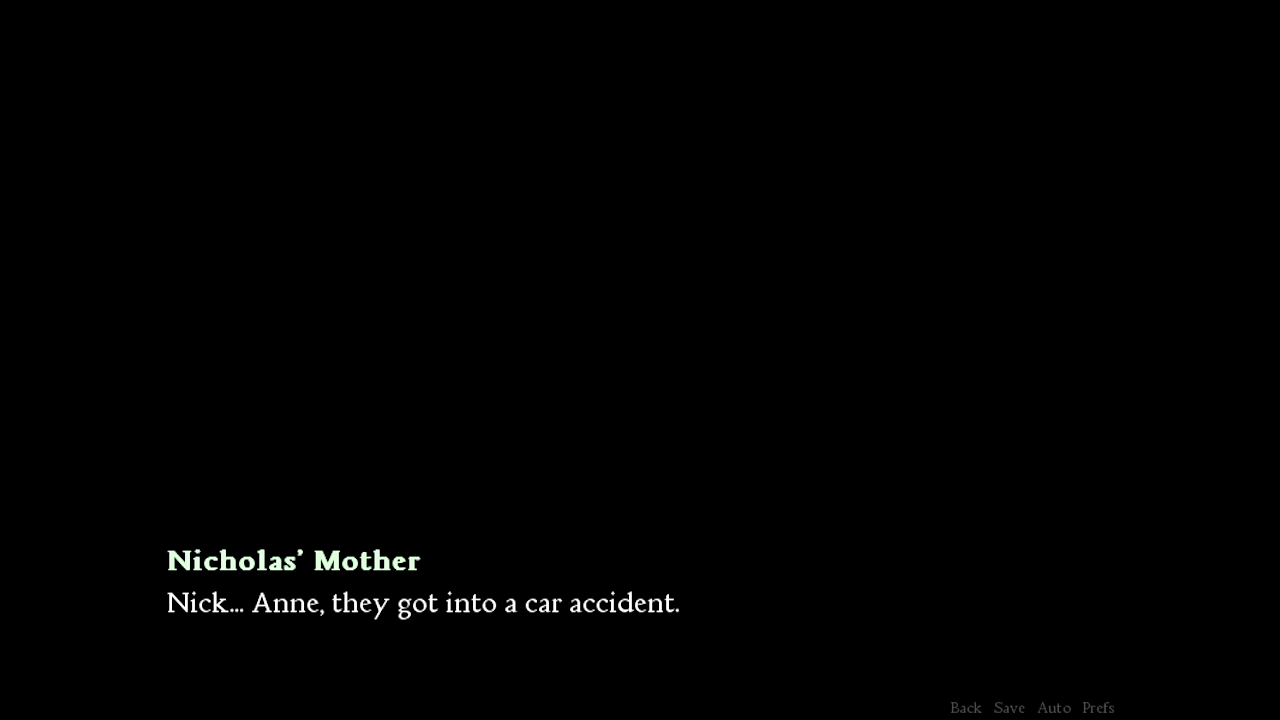 Nicholas’ Mother
Nick... Anne, they got into a car accident.
Back Save Auto Prefs